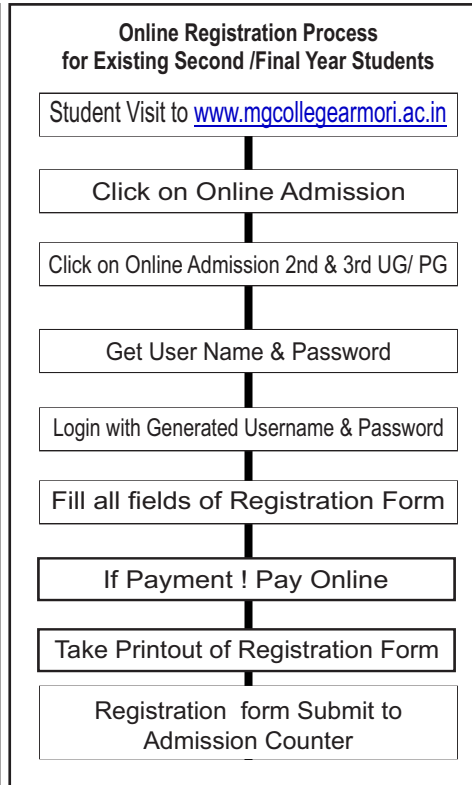 Online Registration Process
for Existing Second /Final Year Students
Student Visit to www.mgcollegearmori.ac.in
Click on Online Admission
Click on Online Admission 2nd & 3rd UG/ PG
Get User Name & Password
Login with Generated Username & Password
Fill all fields of Registration Form
If Payment ! Pay Online
Take Printout of Registration Form
Registration form Submit to
Admission Counter